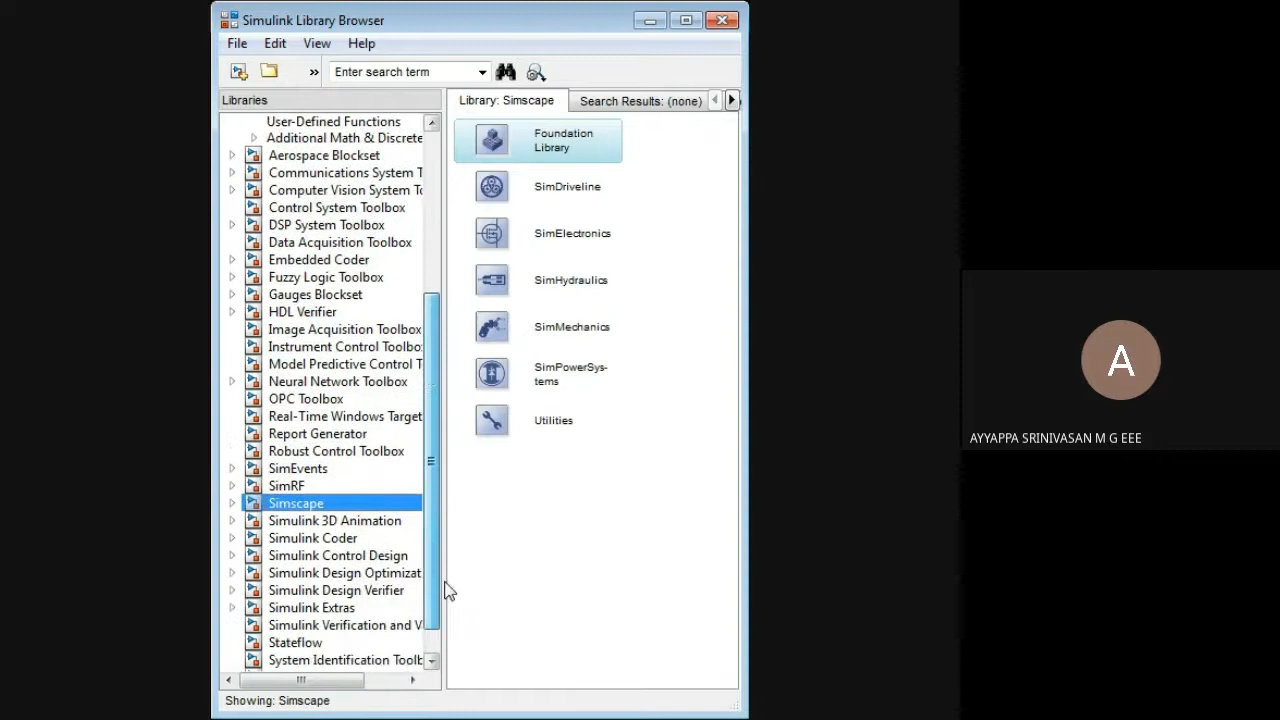 Simulink Library Browser
File Edit View Help
» Enter search term
Libraries
Library: Simscape
Search Results: (none)
User-Defined Functions
Additional Math & Discrete
Aerospace Blockset
Communications System T
Computer Vision System To
Control System Toolbox
DSP System Toolbox
Data Acquisition Toolbox
Embedded Coder
Fuzzy Logic Toolbox
Gauges Blockset
HDL Verifier
Image Acquisition Toolbox
Instrument Control Toolbo
Model Predictive Control T
Neural Network Toolbox
OPC Toolbox
Real-Time Windows Target
Report Generator
Robust Control Toolbox
SimEvents
SimRF
Simscape
Simulink 3D Animation
Simulink Coder
Simulink Control Design
Simulink Design Optimizat
Simulink Design Verifier
Simulink Extras
Simulink Verification and V
Stateflow
System Identification Toolb
Foundation
Library
SimDriveline
SimElectronics
SimHydraulics
SimMechanics
SimPowerSys-
tems
Utilities
Showing: Simscape
A
AYYAPPA SRINIVASAN M G EEE